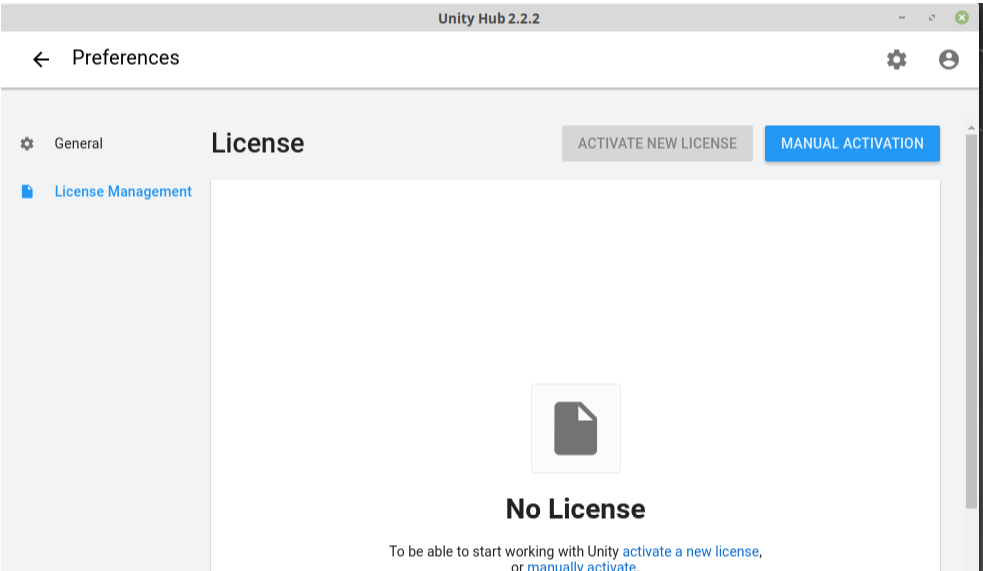 Unity Hub 2.2.2
Preferences
General
License Management
License
ACTIVATE NEW LICENSE
MANUAL ACTIVATION
No License
To be able to start working with Unity activate a new license,
or manually activate.